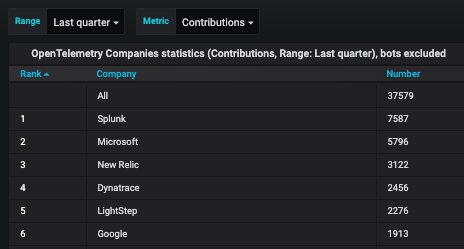 Range Last quarter Metric Contributions
OpenTelemetry Companies statistics (Contributions, Range: Last quarter), bots excluded
Rank Company Number
All 37579
1 Splunk 7587
2 Microsoft 5796
3 New Relic 3122
4 Dynatrace 2456
5 LightStep 2276
6 Google 1913